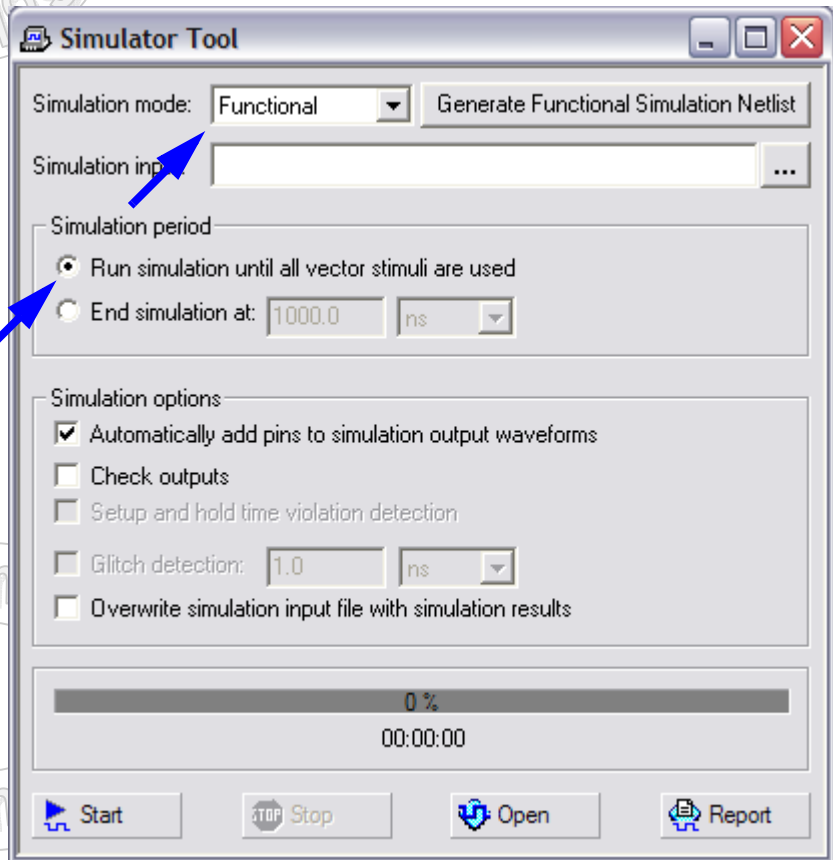 Simulator Tool
Simulation mode: Functional Generate Functional Simulation Netlist
Simulation input: ...
Simulation period
Run simulation until all vector stimuli are used
End simulation at: 1000.0 ns
Simulation options
Automatically add pins to simulation output waveforms
Check outputs
Setup and hold time violation detection
Glitch detection: 1.0 ns
Overwrite simulation input file with simulation results
0 %
00:00:00
Start STOP Stop Open Report